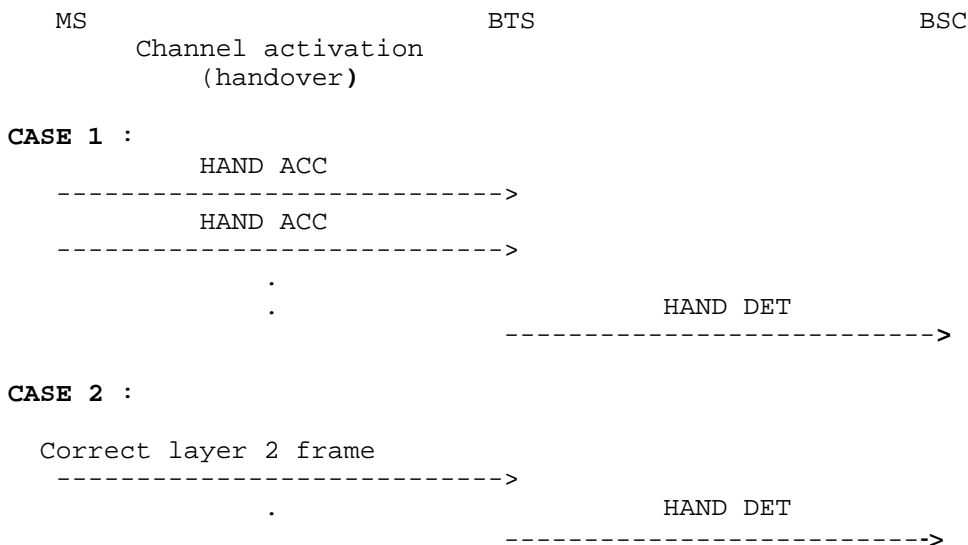 MS BTS BSC
Channel activation
(handover)
CASE 1 :
HAND ACC
---------------------------->
HAND ACC
---------------------------->
.
. HAND DET
--------------------------->
CASE 2 :
Correct layer 2 frame
---------------------------->
. HAND DET
--------------------------->